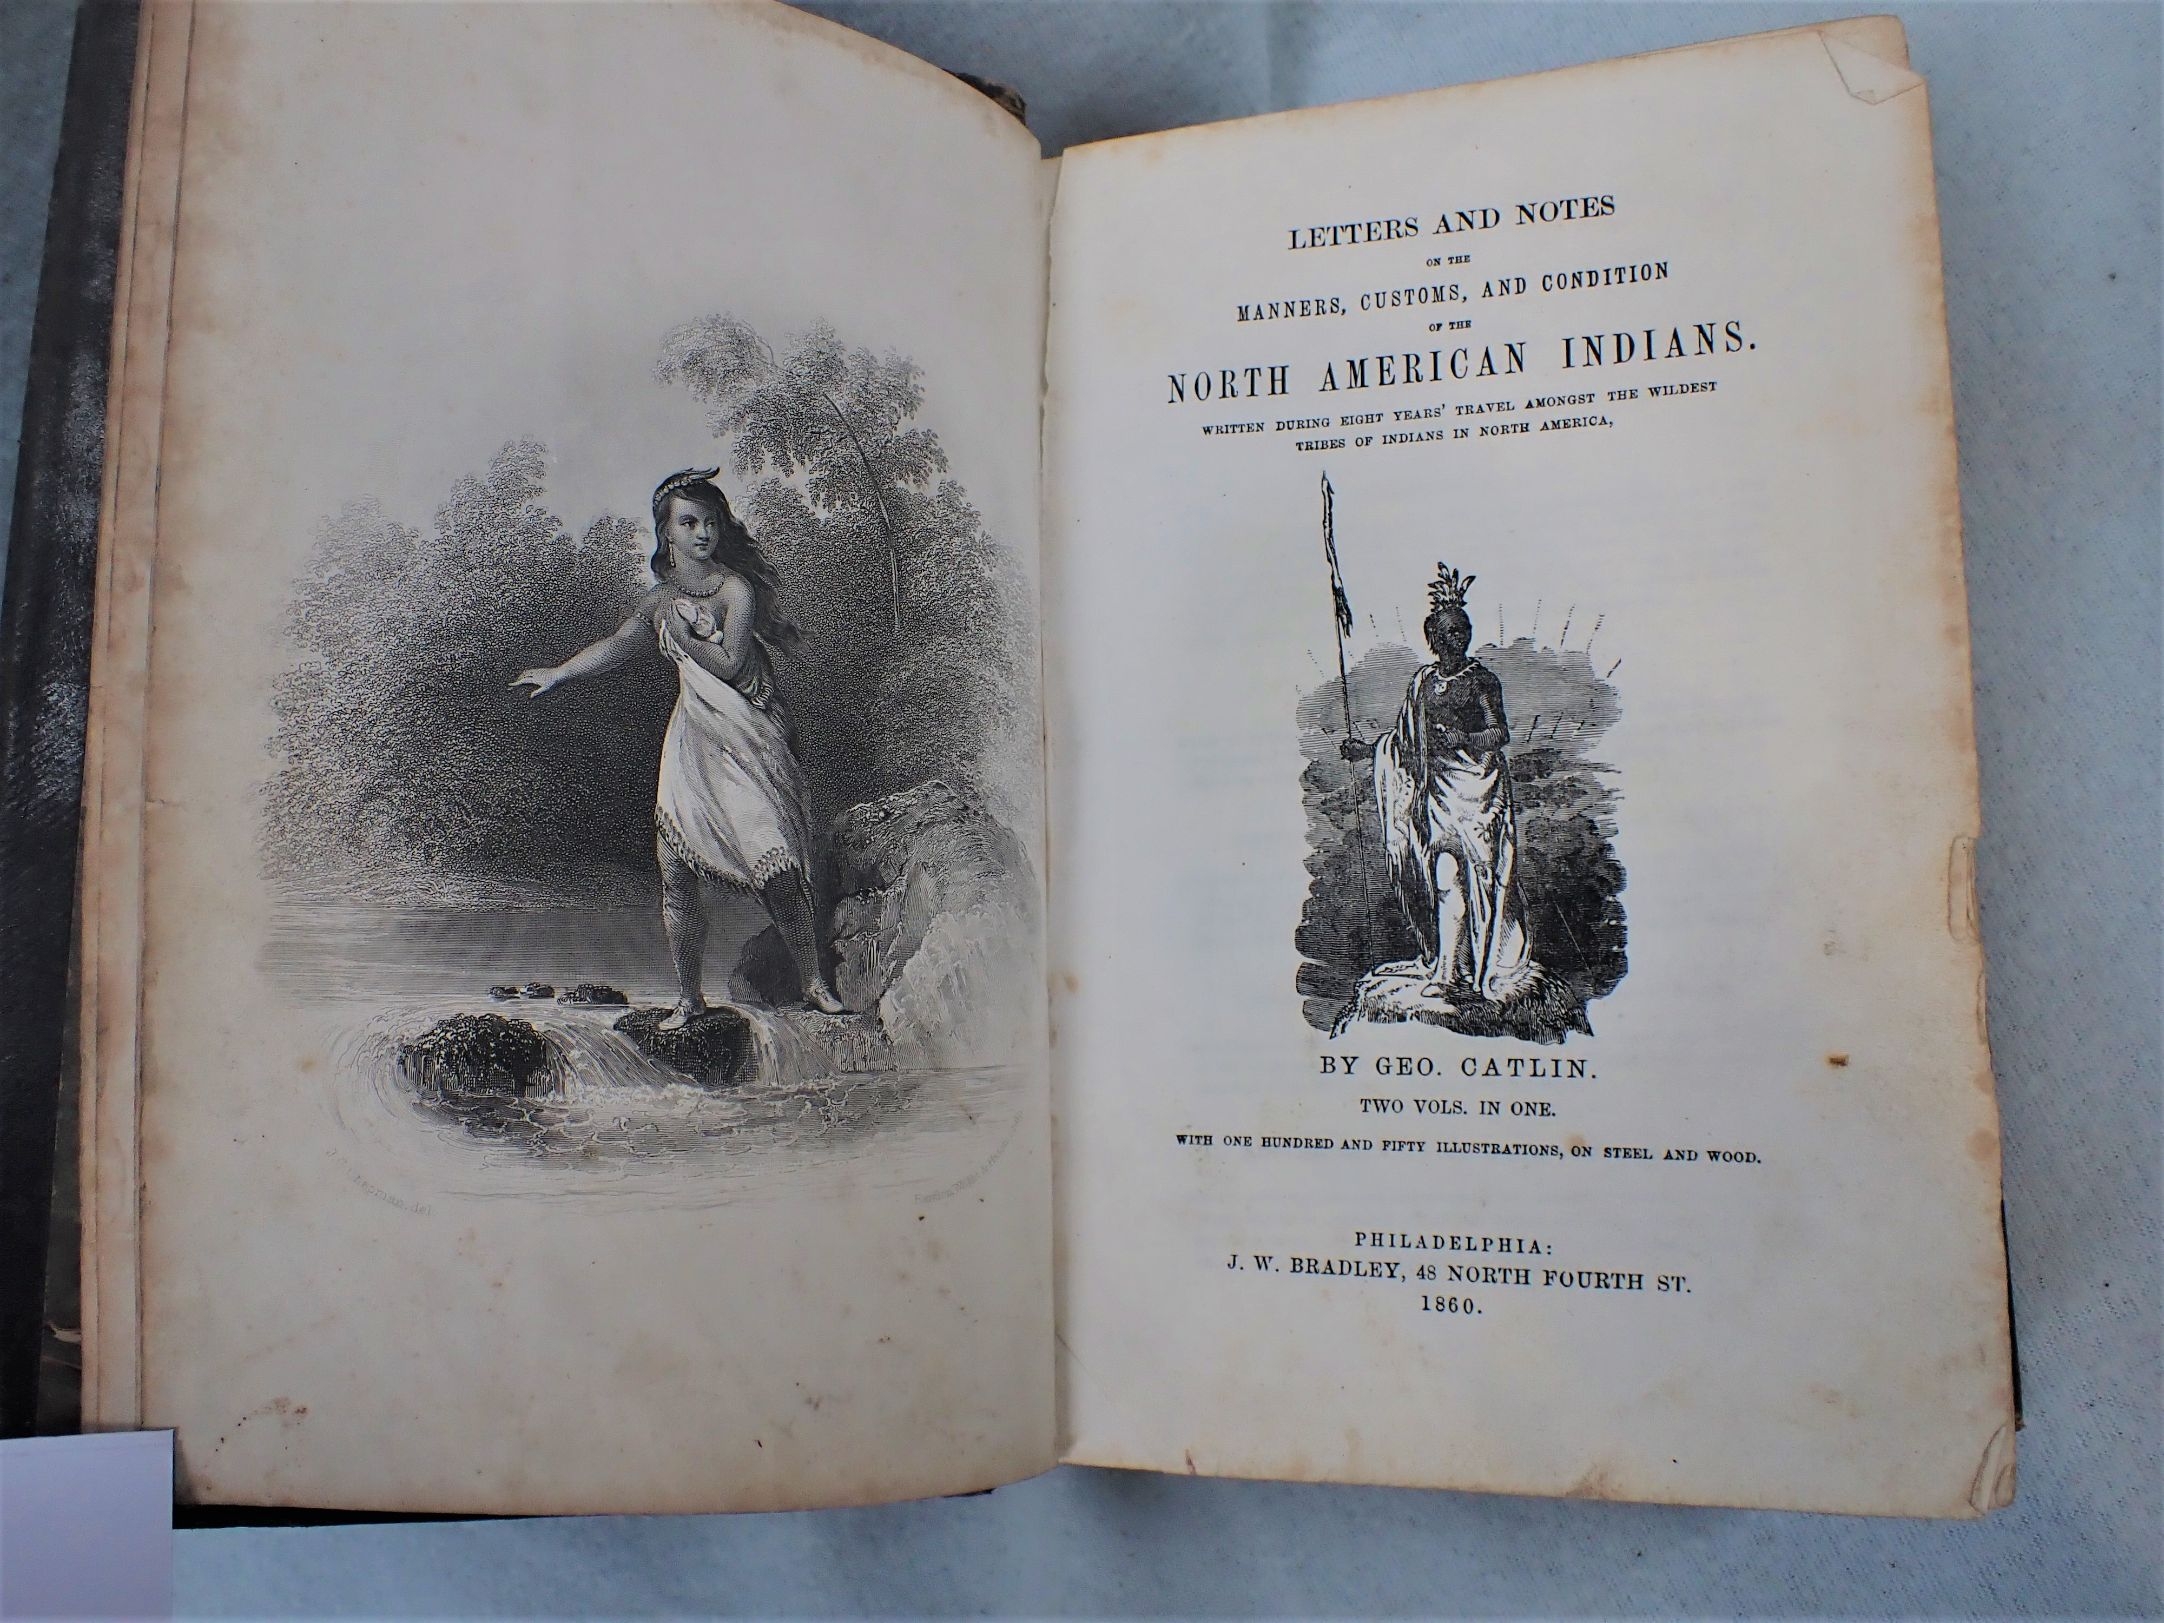 J. G. Chapman, del
LETTERS AND NOTES
ON THE
MANNERS, CUSTOMS, AND CONDITION
OF THE
NORTH AMERICAN INDIANS.
WRITTEN DURING EIGHT YEARS' TRAVEL AMONGST THE WILDEST
TRIBES OF INDIANS IN NORTH AMERICA,
BY GEO. CATLIN.
TWO VOLS. IN ONE.
WITH ONE HUNDRED AND FIFTY ILLUSTRATIONS, ON STEEL AND WOOD.
PHILADELPHIA:
J. W. BRADLEY, 48 NORTH FOURTH ST.
1860.